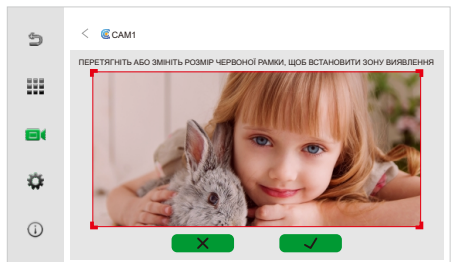 CAM1
ПЕРЕТЯГНІТЬ АБО ЗМІНІТЬ РОЗМІР ЧЕРВОНОЇ РАМКИ, ЩОБ ВСТАНОВИТИ ЗОНУ ВИЯВЛЕННЯ